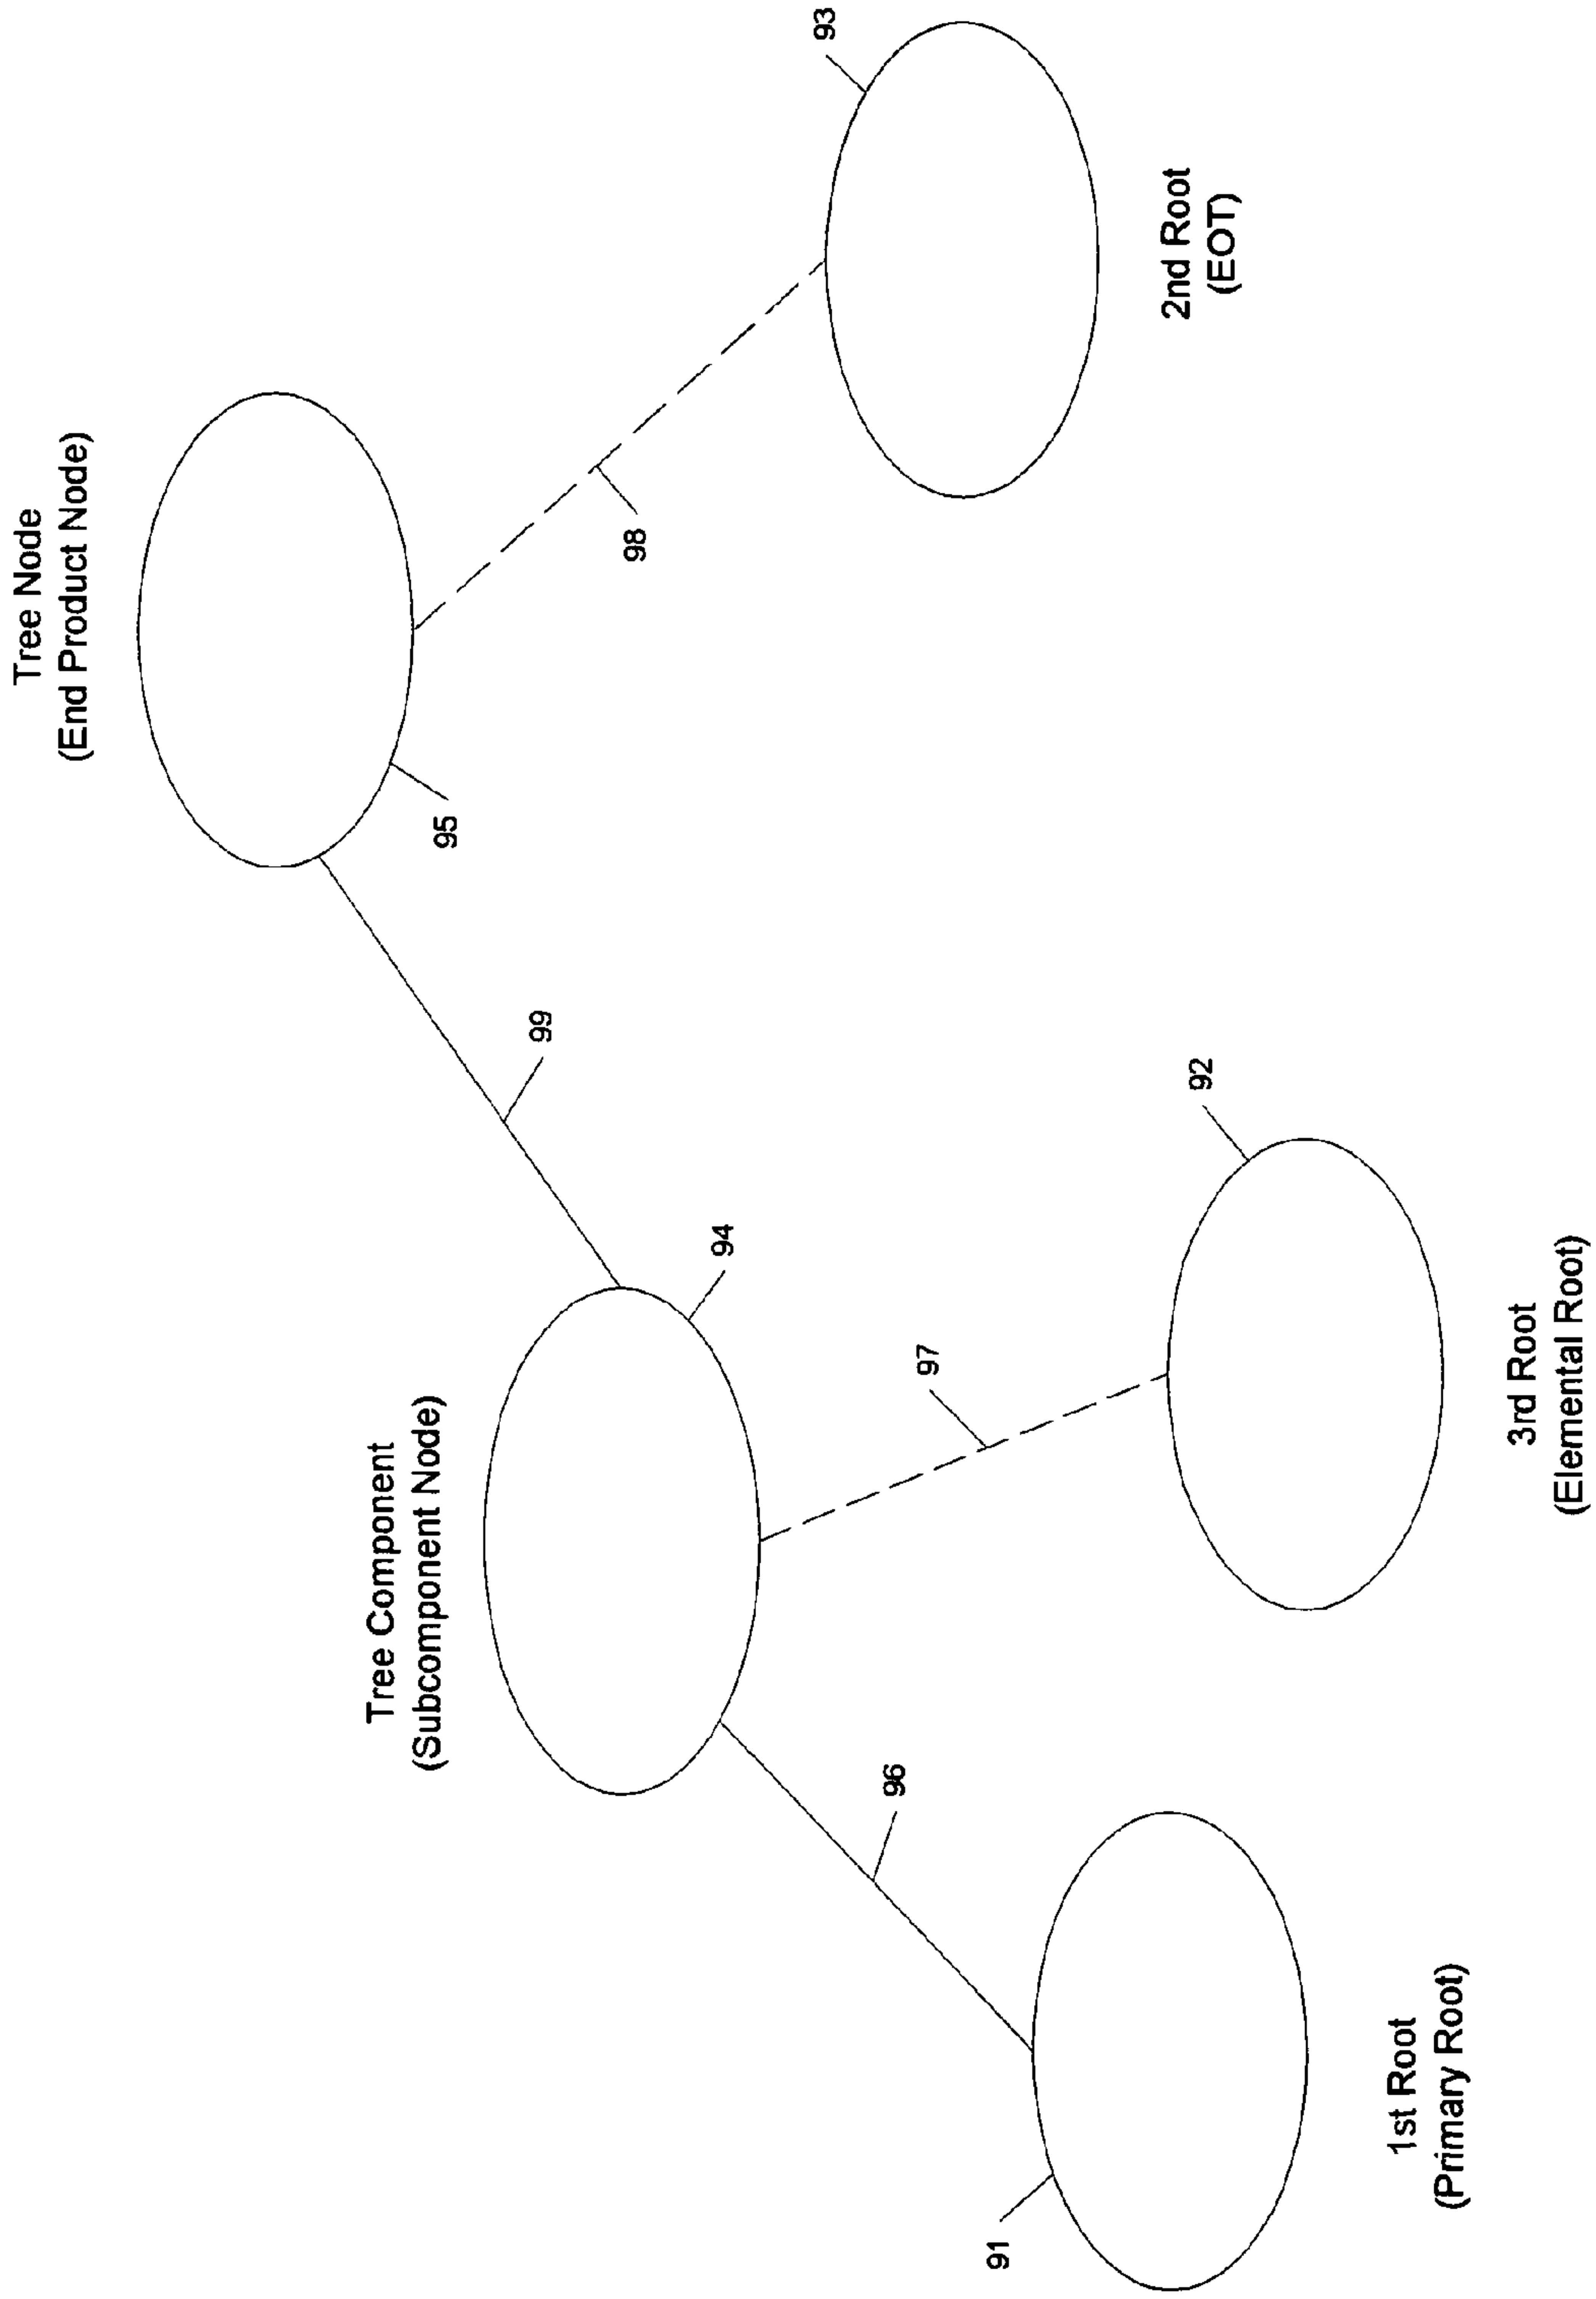 Tree Node
(End Product Node)
93
98
95
2nd Root
(EOT)
99
Tree Component
(Subcomponent Node)
94
92
97
96
3rd Root
(Elemental Root)
91
1st Root
(Primary Root)